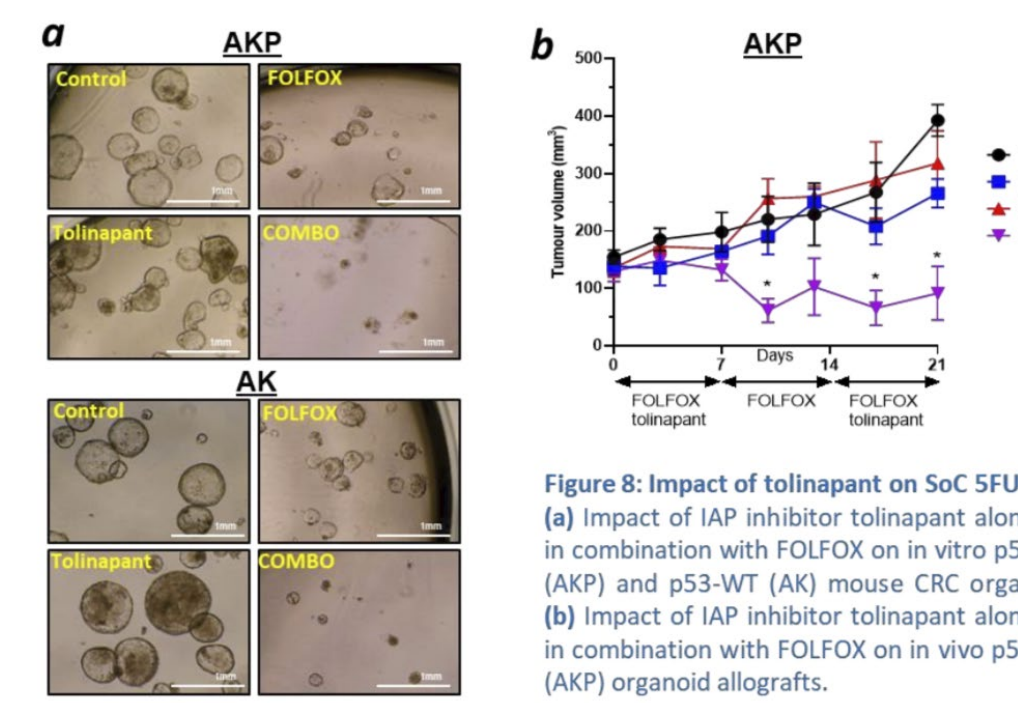 a
AKP
Control
FOLFOX
1mm
1mm
Tolinapant
COMBO
1mm
1mm
AK
Control
FOLFOX
1mm
1mm
Tolinapant
COMBO
1mm
1mm
b
AKP
Tumour volume (mm³)
500
400
300
200
100
0
*
*
*
0
7
Days
14
21
FOLFOX
tolinapant
FOLFOX
FOLFOX
tolinapant
Figure 8: Impact of tolinapant on SoC 5FU
(a) Impact of IAP inhibitor tolinapant alon
in combination with FOLFOX on in vitro p5
(AKP) and p53-WT (AK) mouse CRC orga
(b) Impact of IAP inhibitor tolinapant alon
in combination with FOLFOX on in vivo p5
(AKP) organoid allografts.